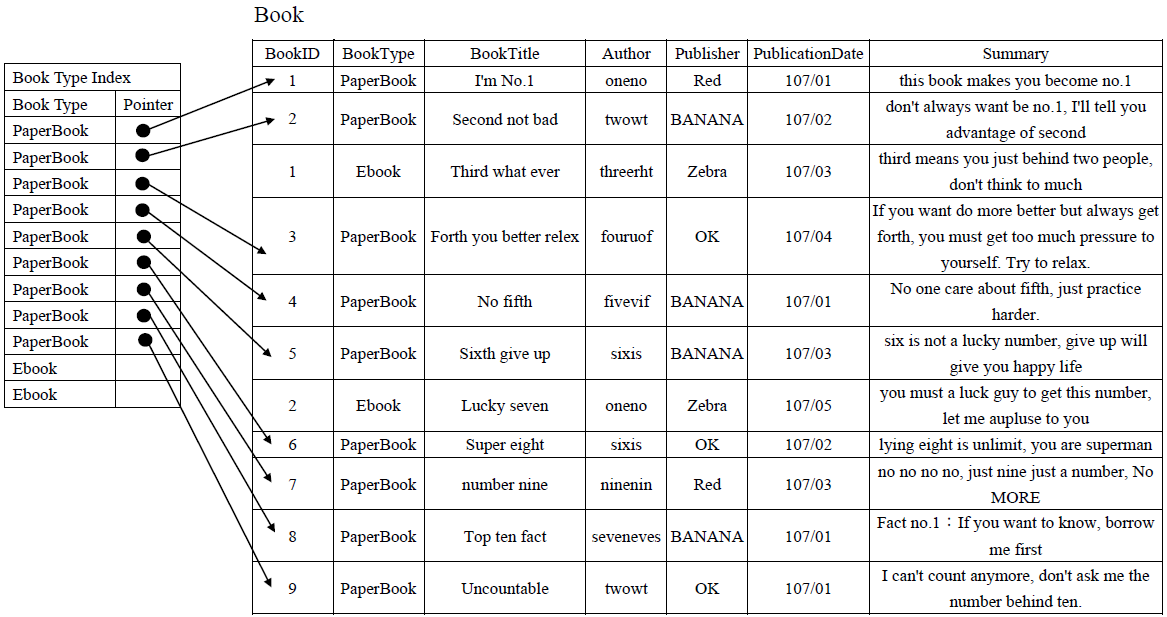 Book
Book Type Index
Book Type Pointer
PaperBook
PaperBook
PaperBook
PaperBook
PaperBook
PaperBook
PaperBook
PaperBook
PaperBook
Ebook
Ebook
BookID BookType BookTitle Author Publisher PublicationDate Summary
1 PaperBook I'm No.1 oneno Red 107/01 this book makes you become no.1
2 PaperBook Second not bad twowt BANANA 107/02 don't always want be no.1, I'll tell you
advantage of second
1 Ebook Third what ever threerht Zebra 107/03 third means you just behind two people,
don't think to much
3 PaperBook Forth you better relex fouruof OK 107/04 If you want do more better but always get
forth, you must get too much pressure to
yourself. Try to relax.
4 PaperBook No fifth fivevif BANANA 107/01 No one care about fifth, just practice
harder.
5 PaperBook Sixth give up sixis BANANA 107/03 six is not a lucky number, give up will
give you happy life
2 Ebook Lucky seven oneno Zebra 107/05 you must a luck guy to get this number,
let me aupluse to you
6 PaperBook Super eight sixis OK 107/02 lying eight is unlimit, you are superman
7 PaperBook number nine ninenin Red 107/03 no no no no, just nine just a number, No
MORE
8 PaperBook Top ten fact seveneves BANANA 107/01 Fact no.1：If you want to know, borrow
me first
9 PaperBook Uncountable twowt OK 107/01 I can't count anymore, don't ask me the
number behind ten.